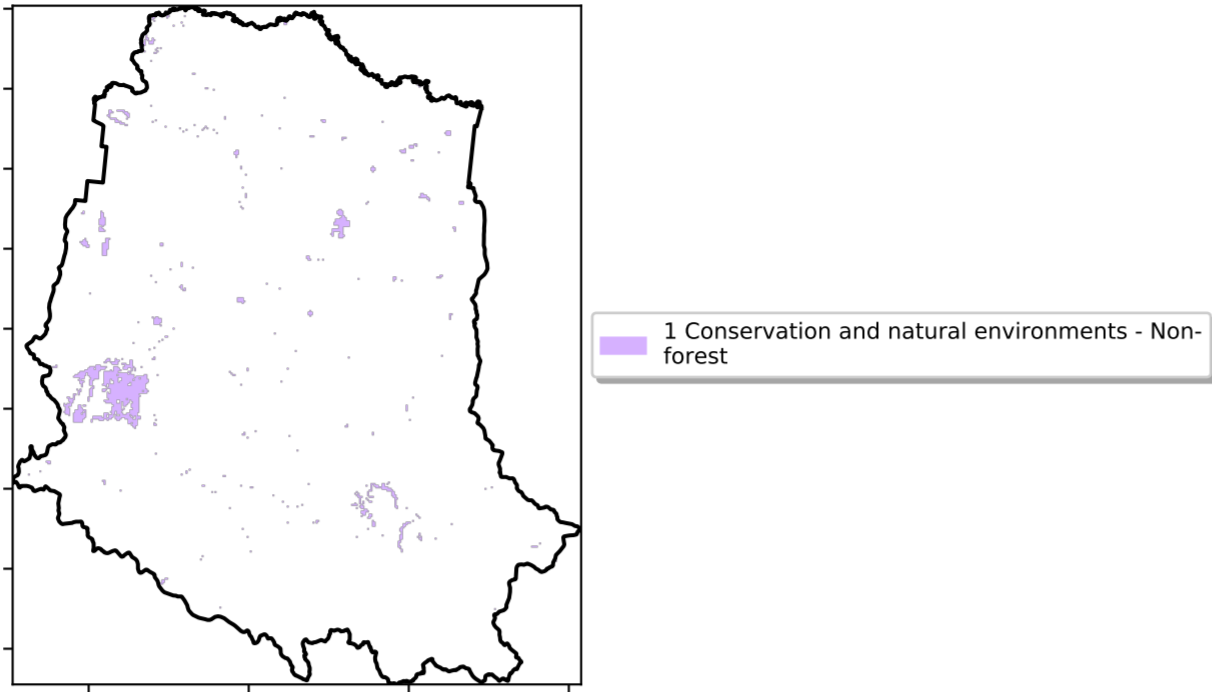 1 Conservation and natural environments - Non-
forest